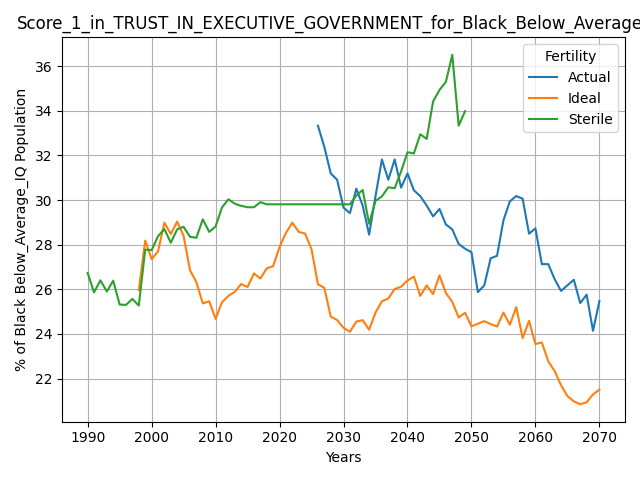 Score_1_in_TRUST_IN_EXECUTIVE_GOVERNMENT_for_Black_Below_Average
Fertility
Actual
Ideal
Sterile
% of Black Below_Average_IQ Population
36
34
32
30
28
26
24
22
1990 2000 2010 2020 2030 2040 2050 2060 2070
Years